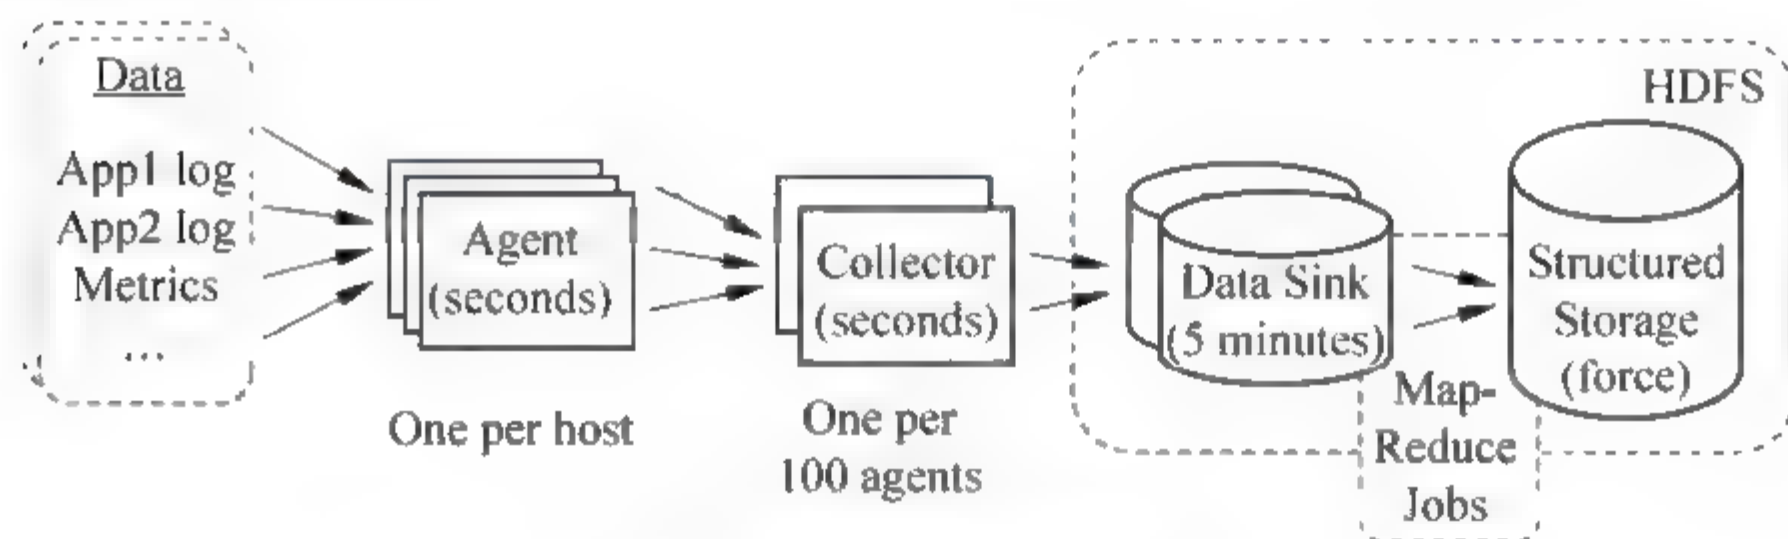 Data
App1 log
App2 log
Metrics
...
Agent
(seconds)
One per host
Collector
(seconds)
One per
100 agents
HDFS
Data Sink
(5 minutes)
Map-
Reduce
Jobs
Structured
Storage
(force)